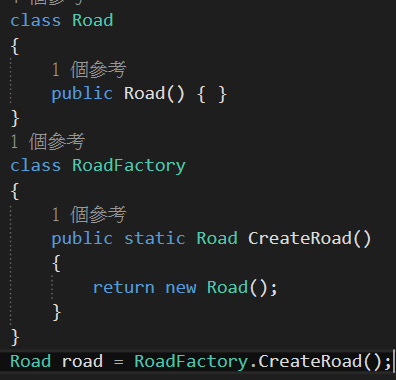 class Road
{
1 個參考
public Road() { }
}
1 個參考
class RoadFactory
{
1 個參考
public static Road CreateRoad()
{
return new Road();
}
}
Road road = RoadFactory.CreateRoad();